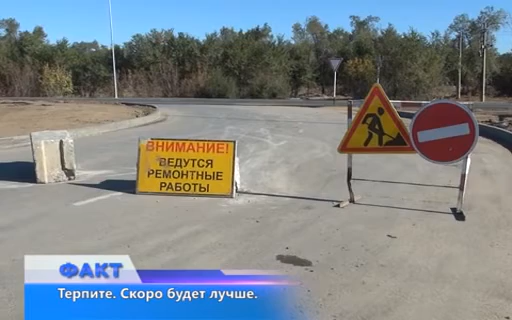 ВНИМАНИЕ!
ВЕДУТСЯ
РЕМОНТНЫЕ
РАБОТЫ
ФАКТ
Терпите. Скоро будет лучше.